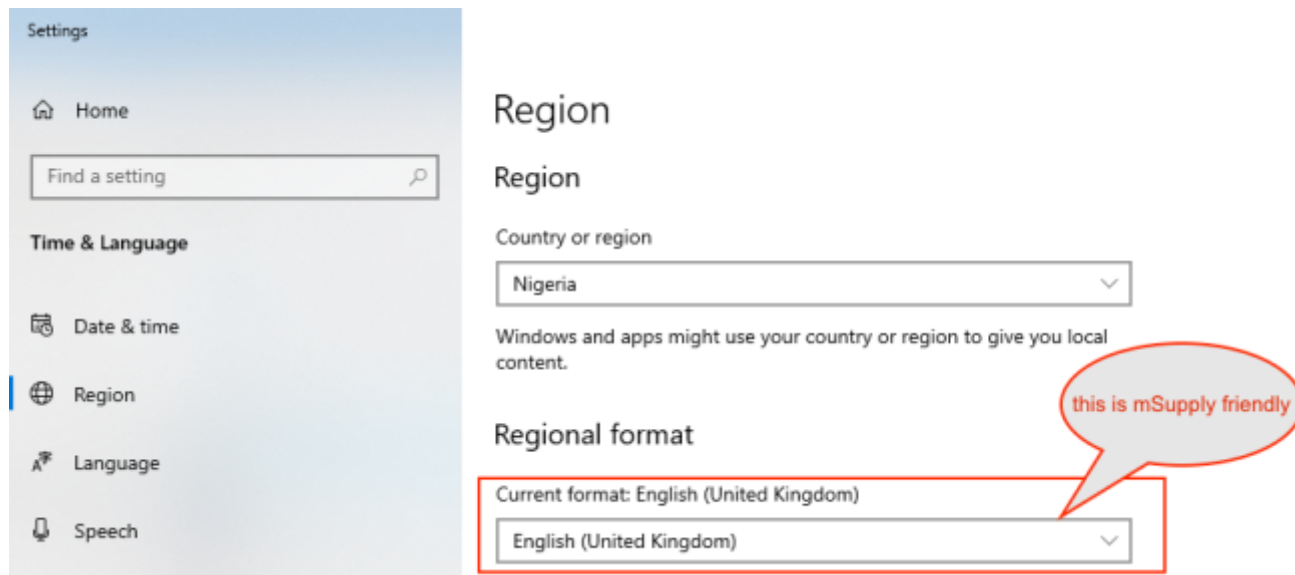 Settings
Home
Find a setting
Time & Language
Date & time
Region
Language
Speech
Region
Region
Country or region
Nigeria
Windows and apps might use your country or region to give you local
content.
Regional format
this is mSupply friendly
Current format: English (United Kingdom)
English (United Kingdom)